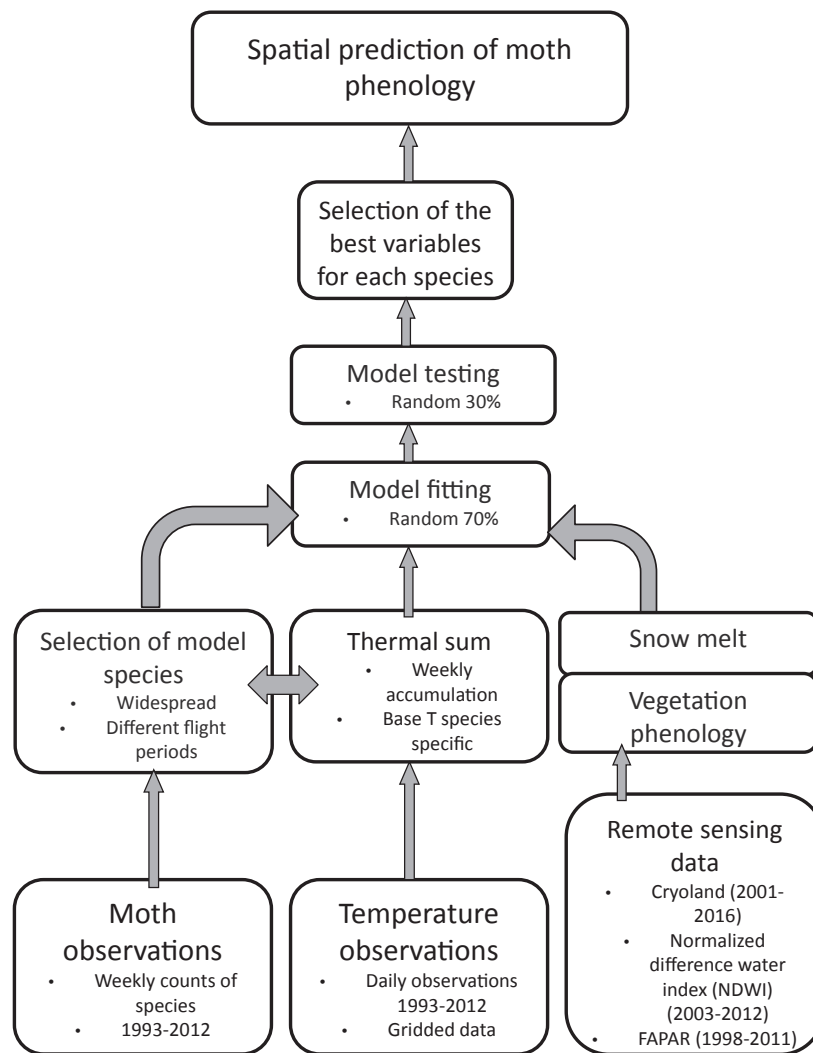 Spatial prediction of moth
phenology
Selection of the
best variables
for each species
Model testing
• Random 30%
Model fitting
• Random 70%
Selection of model
species
• Widespread
• Different flight
periods
Thermal sum
• Weekly
accumulation
• Base T species
specific
Snow melt
Vegetation
phenology
Moth
observations
• Weekly counts of
species
• 1993-2012
Temperature
observations
• Daily observations
1993-2012
• Gridded data
Remote sensing
data
• Cryoland (2001-
2016)
• Normalized
difference water
index (NDWI)
(2003-2012)
• FAPAR (1998-2011)